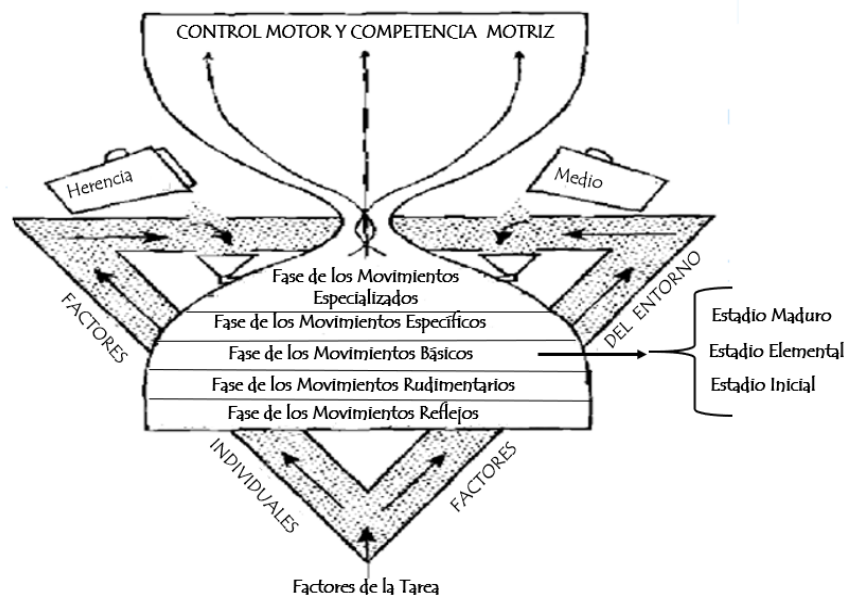 CONTROL MOTOR Y COMPETENCIA MOTRIZ
Herencia
Medio
FACTORES
DEL ENTORNO
Fase de los Movimientos
Especializados
Fase de los Movimientos Específicos
Fase de los Movimientos Básicos
Fase de los Movimientos Rudimentarios
Fase de los Movimientos Reflejos
Estadio Maduro
Estadio Elemental
Estadio Inicial
INDIVIDUALES
FACTORES
Factores de la Tarea